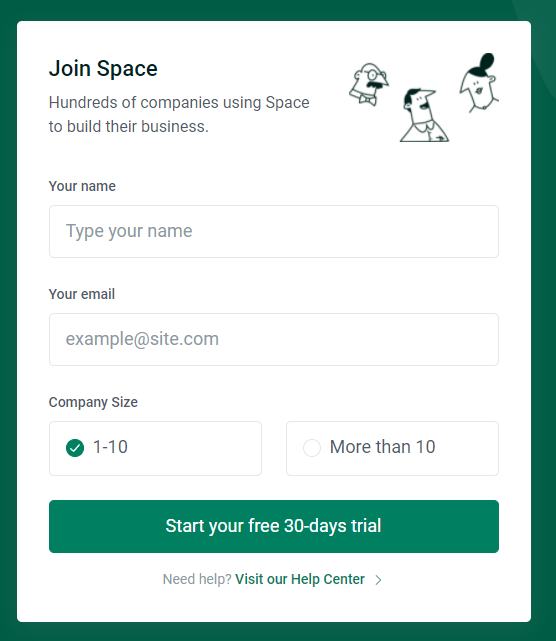 Join Space
Hundreds of companies using Space
to build their business.
Your name
Type your name
Your email
example@site.com
Company Size
1-10
More than 10
Start your free 30-days trial
Need help? Visit our Help Center